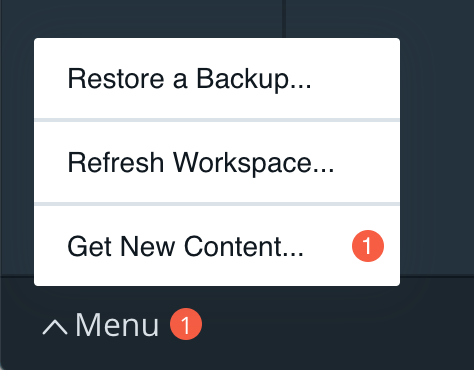 Restore a Backup...
Refresh Workspace...
Get New Content... 1
Menu 1